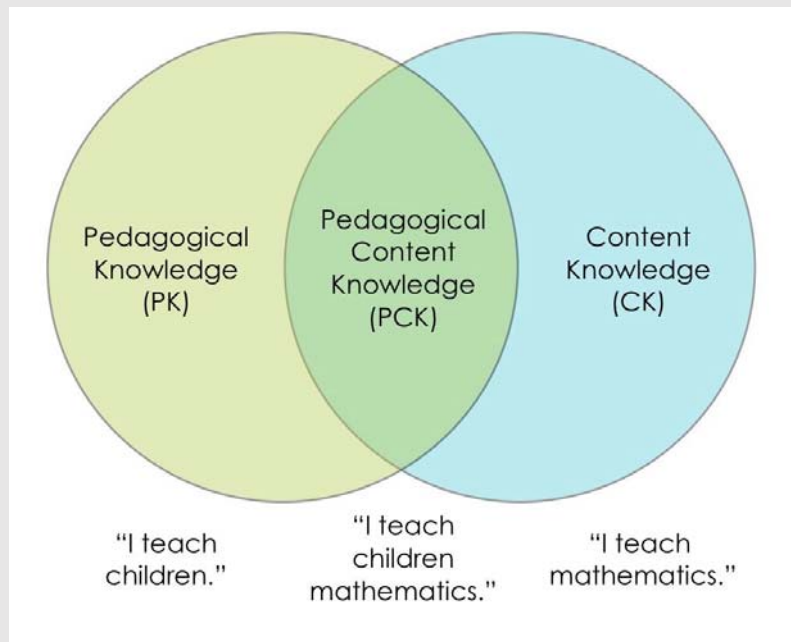 Pedagogical
Knowledge
(PK)
Pedagogical
Content
Knowledge
(PCK)
Content
Knowledge
(CK)
“I teach
children.”
“I teach
children
mathematics.”
“I teach
mathematics.”